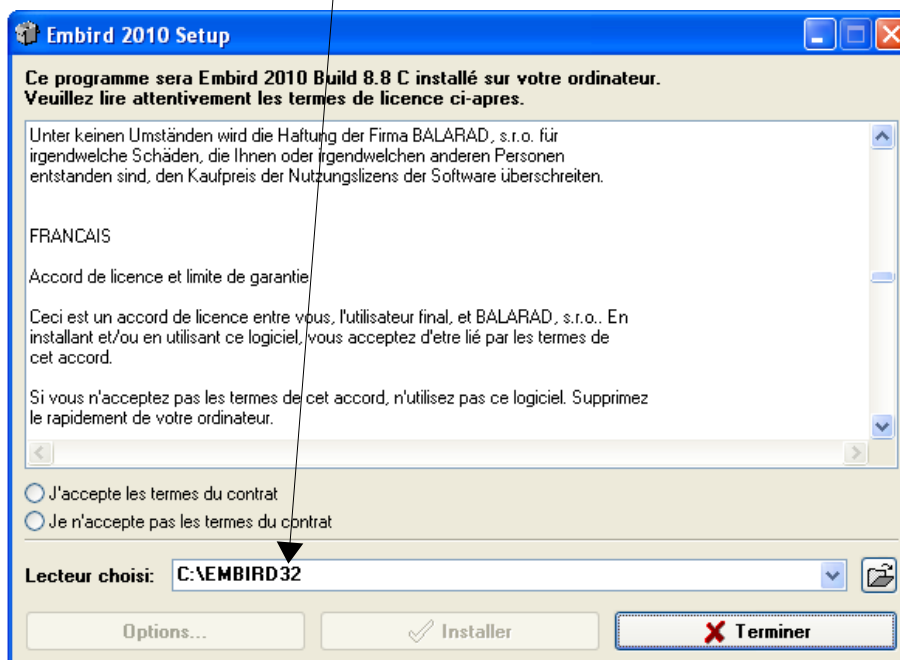 Embird 2010 Setup
Ce programme sera Embird 2010 Build 8.8 C installé sur votre ordinateur.
Veuillez lire attentivement les termes de licence ci-apres.
Unter keinen Umständen wird die Haftung der Firma BALARAD, s.r.o. für
irgendwelche Schäden, die Ihnen oder irgendwelchen anderen Personen
entstanden sind, den Kaufpreis der Nutzungslizens der Software überschreiten.
FRANCAIS
Accord de licence et limite de garantie
Ceci est un accord de licence entre vous, l'utilisateur final, et BALARAD, s.r.o.. En
installant et/ou en utilisant ce logiciel, vous acceptez d'etre lié par les termes de
cet accord.
Si vous n'acceptez pas les termes de cet accord, n'utilisez pas ce logiciel. Supprimez
le rapidement de votre ordinateur.
J'accepte les termes du contrat
Je n'accepte pas les termes du contrat
Lecteur choisi: C:\EMBIRD32
Options... Installer Terminer